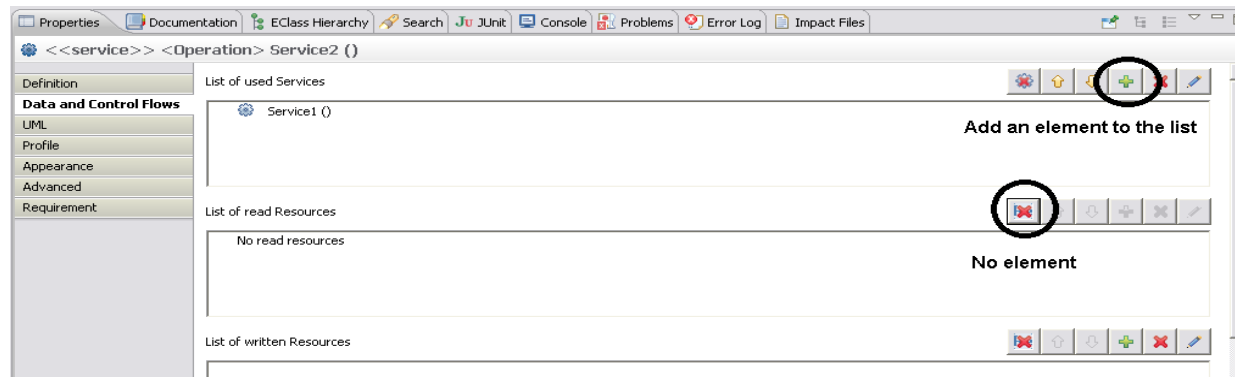 Properties Documentation EClass Hierarchy Search Ju JUnit Console Problems Error Log Impact Files
<<service>> <Operation> Service2 ()
Definition
List of used Services
Data and Control Flows
Service1 ()
UML
Add an element to the list
Profile
Appearance
Advanced
Requirement
List of read Resources
No read resources
No element
List of written Resources